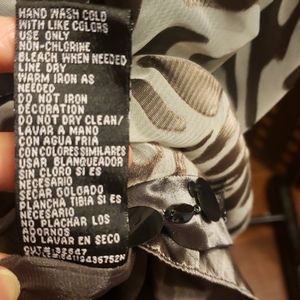 HAND WASH COLD
WITH LIKE COLORS
USE ONLY
NON-CHLORINE
BLEACH WHEN NEEDED
LINE DRY
WARM IRON AS
NEEDED
DO NOT IRON
DECORATION
DO NOT DRY CLEAN/
LAVAR A MANO
CON AGUA FRIA
CON COLORES SIMILARES
USAR BLANQUEADOR
SIN CLORO SI ES
NECESARIO
SECAR COLGADO
PLANCHA TIBIA SI ES
NECESARIO
NO PLACHAR LOS
ADORNOS
NO LAVAR EN SECO
CUT#